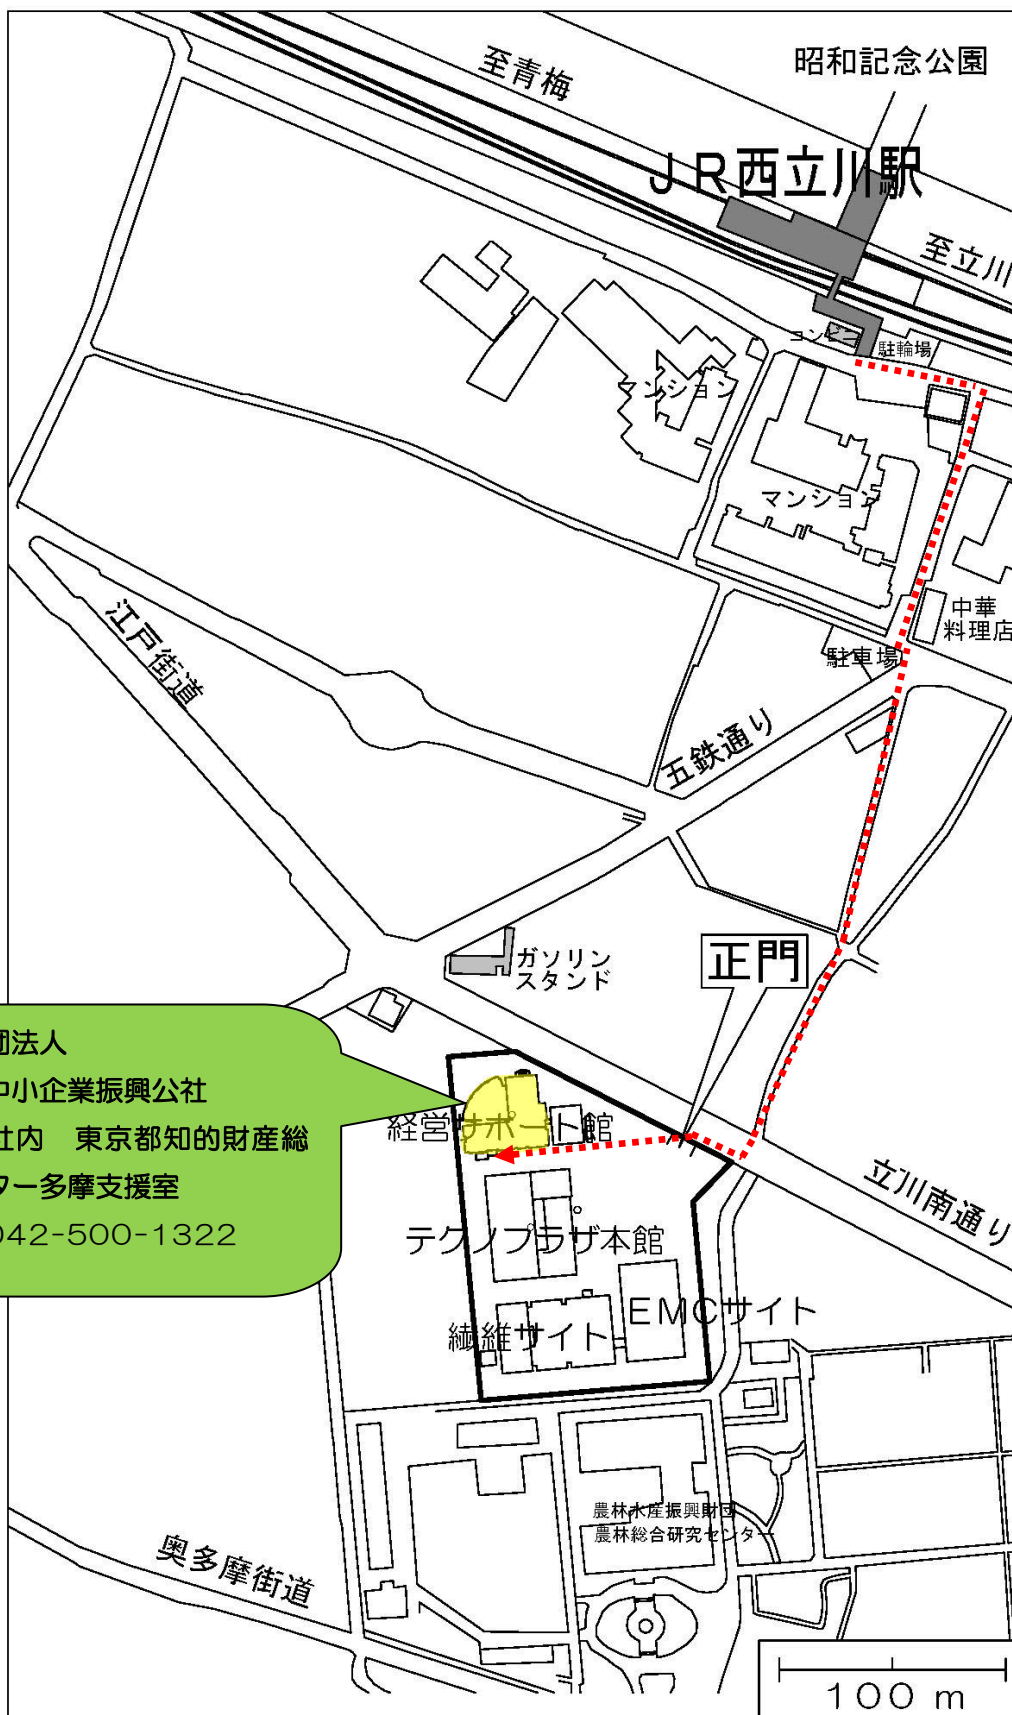 昭和記念公園
至青梅
JR西立川駅
至立川
コンビニ
駐輪場
マンション
マンション
中華
料理店
駐車場
江戸街道
五鉄通り
ガソリン
スタンド
正門
団法人
中小企業振興公社
社内　東京都知的財産総
ター多摩支援室
042-500-1322
経営サポート館
立川南通り
テクノプラザ本館
EMCサイト
繊維サイト
農林水産振興財団
農林総合研究センター
奥多摩街道
100 m